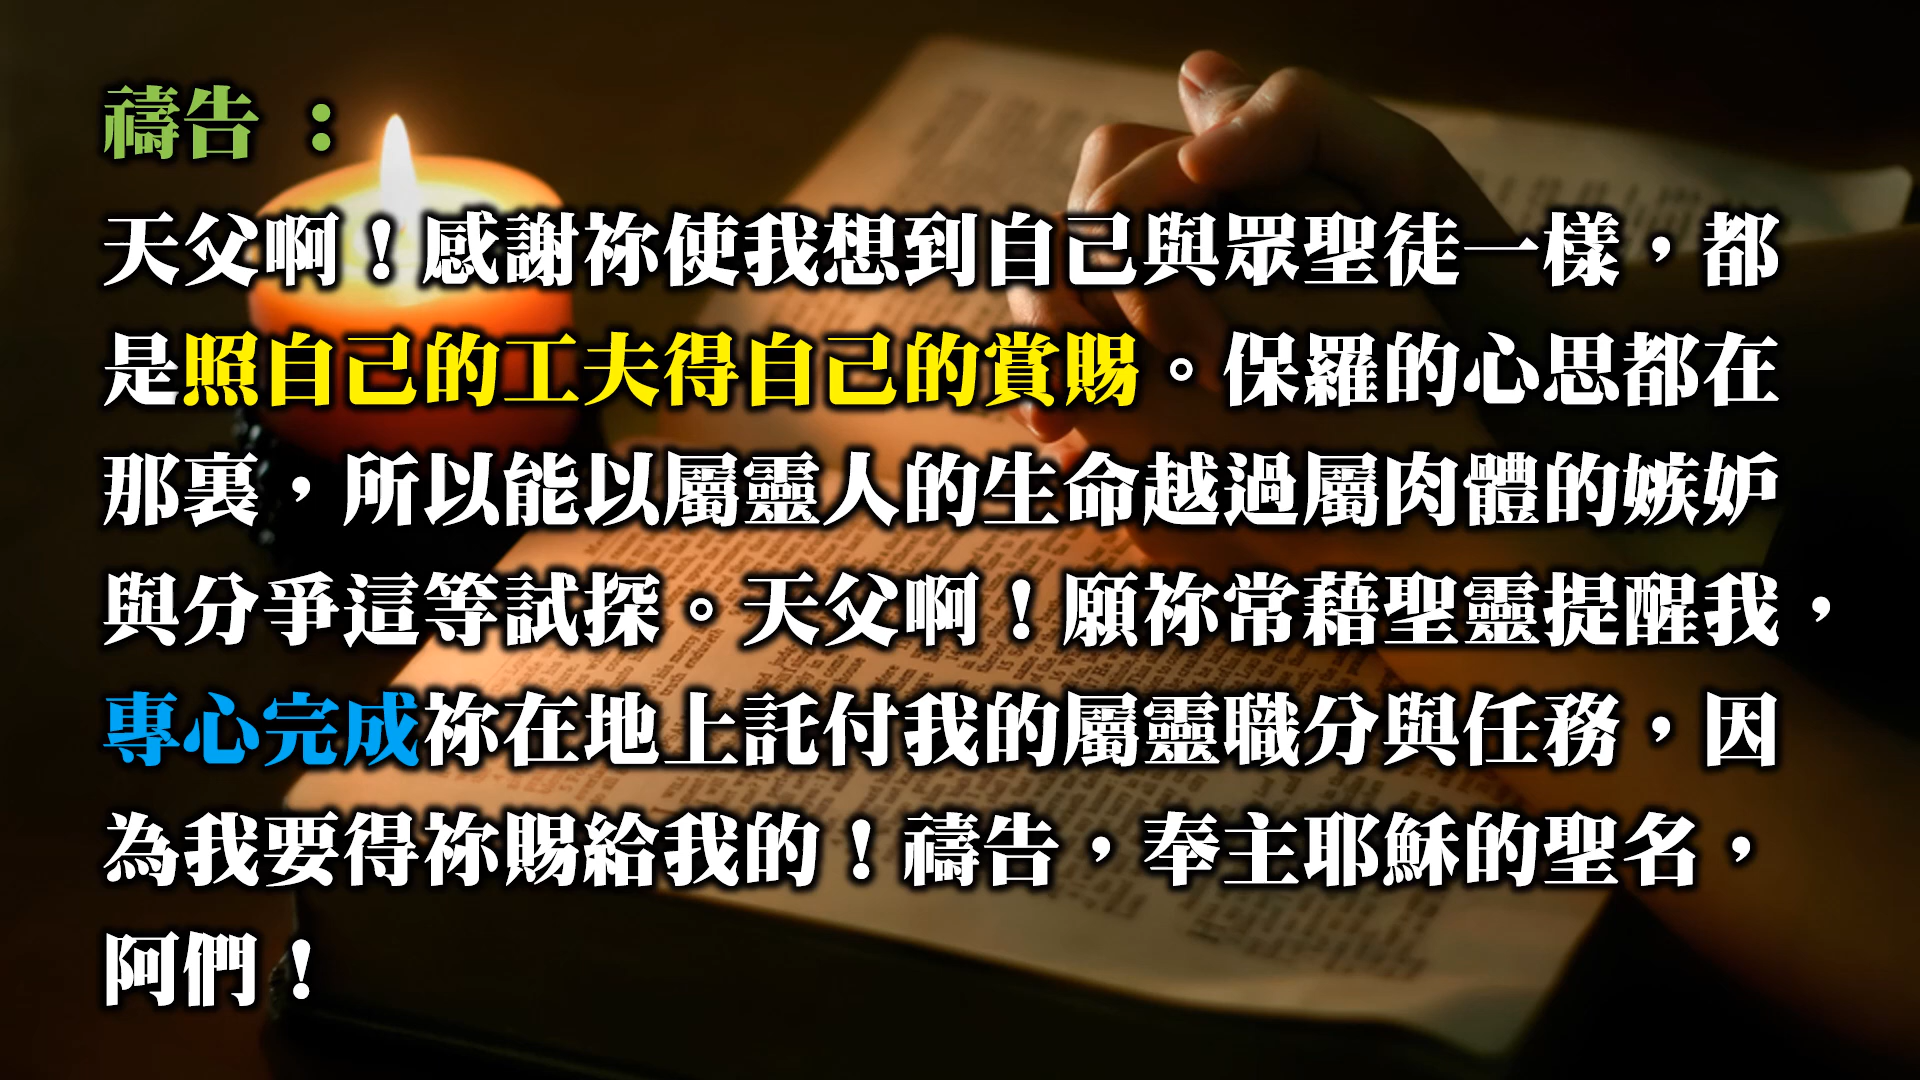 禱告 ：
天父啊！感謝祢使我想到自己與眾聖徒一樣，都
是照自己的工夫得自己的賞賜。保羅的心思都在
那裏，所以能以屬靈人的生命越過屬肉體的嫉妒
與分爭這等試探。天父啊！願祢常藉聖靈提醒我，
專心完成祢在地上託付我的屬靈職分與任務，因
為我要得祢賜給我的！禱告，奉主耶穌的聖名，
阿們！